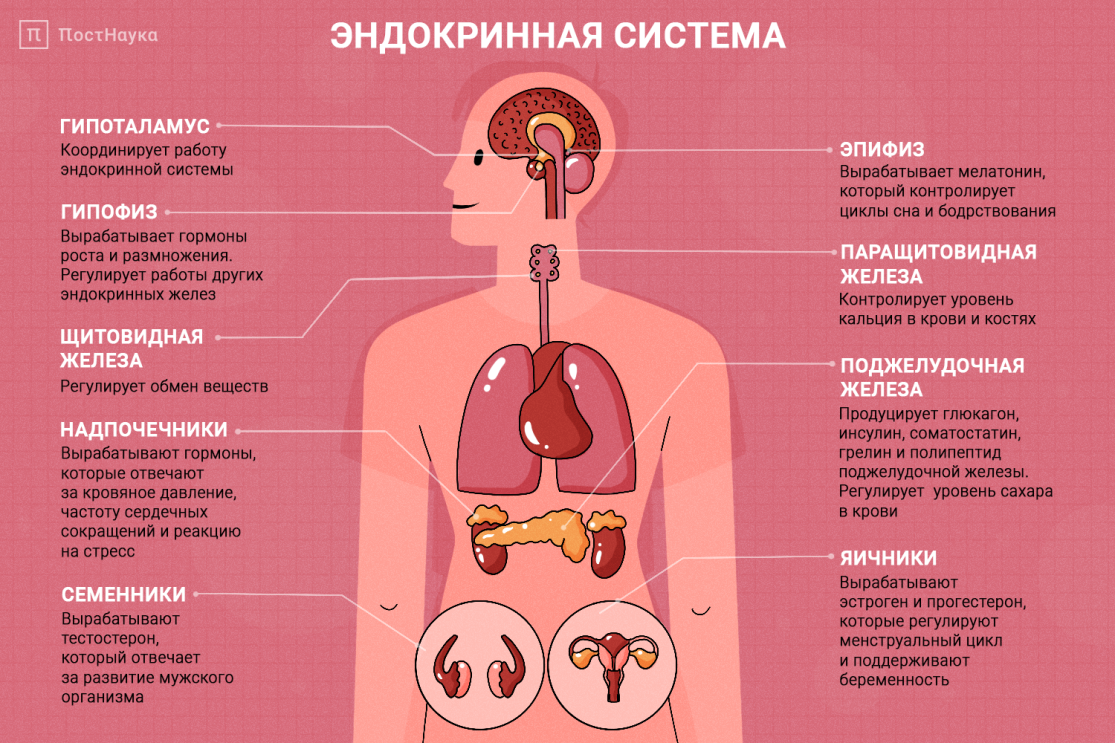 ПостНаука
ЭНДОКРИННАЯ СИСТЕМА
ГИПОТАЛАМУС
Координирует работу
эндокринной системы
ГИПОФИЗ
Вырабатывает гормоны
роста и размножения.
Регулирует работы других
эндокринных желез
ЩИТОВИДНАЯ
ЖЕЛЕЗА
Регулирует обмен веществ
НАДПОЧЕЧНИКИ
Вырабатывают гормоны,
которые отвечают
за кровяное давление,
частоту сердечных
сокращений и реакцию
на стресс
СЕМЕННИКИ
Вырабатывают
тестостерон,
который отвечает
за развитие мужского
организма
ЭПИФИЗ
Вырабатывает мелатонин,
который контролирует
циклы сна и бодрствования
ПАРАЩИТОВИДНАЯ
ЖЕЛЕЗА
Контролирует уровень
кальция в крови и костях
ПОДЖЕЛУДОЧНАЯ
ЖЕЛЕЗА
Продуцирует глюкагон,
инсулин, соматостатин,
грелин и полипептид
поджелудочной железы.
Регулирует уровень сахара
в крови
ЯИЧНИКИ
Вырабатывают
эстроген и прогестерон,
которые регулируют
менструальный цикл
и поддерживают
беременность